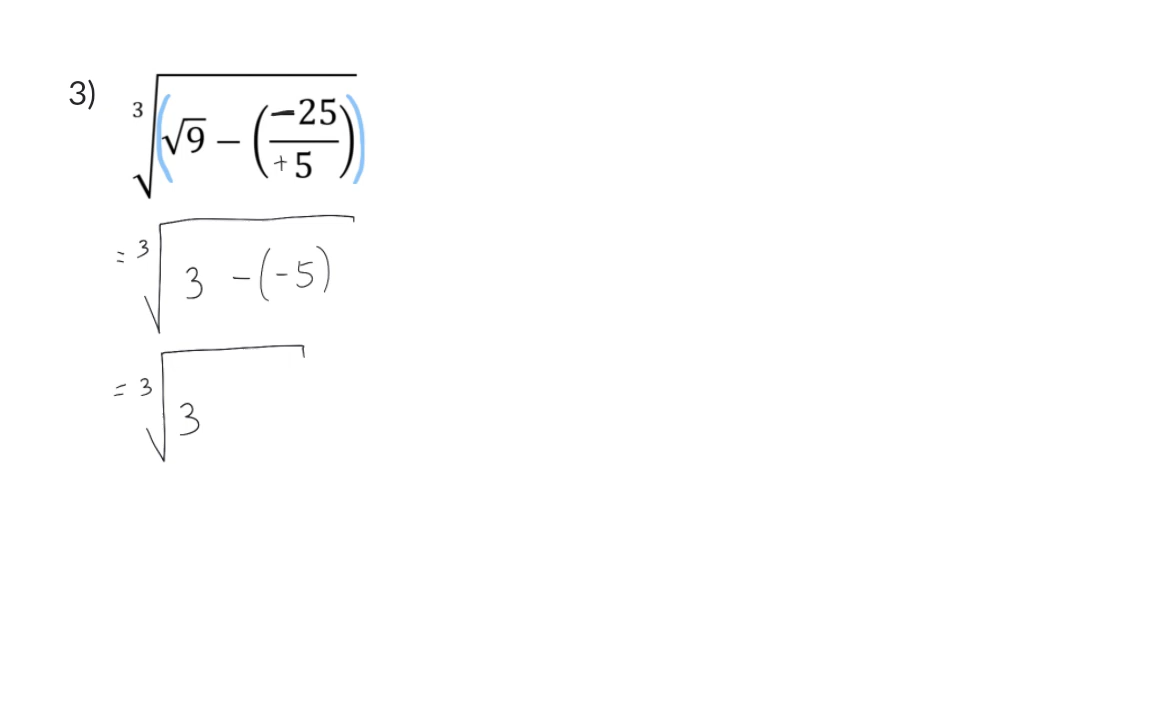 3) ∛(√9 − (−25/+5))
= ∛3 -(-5)
= ∛3